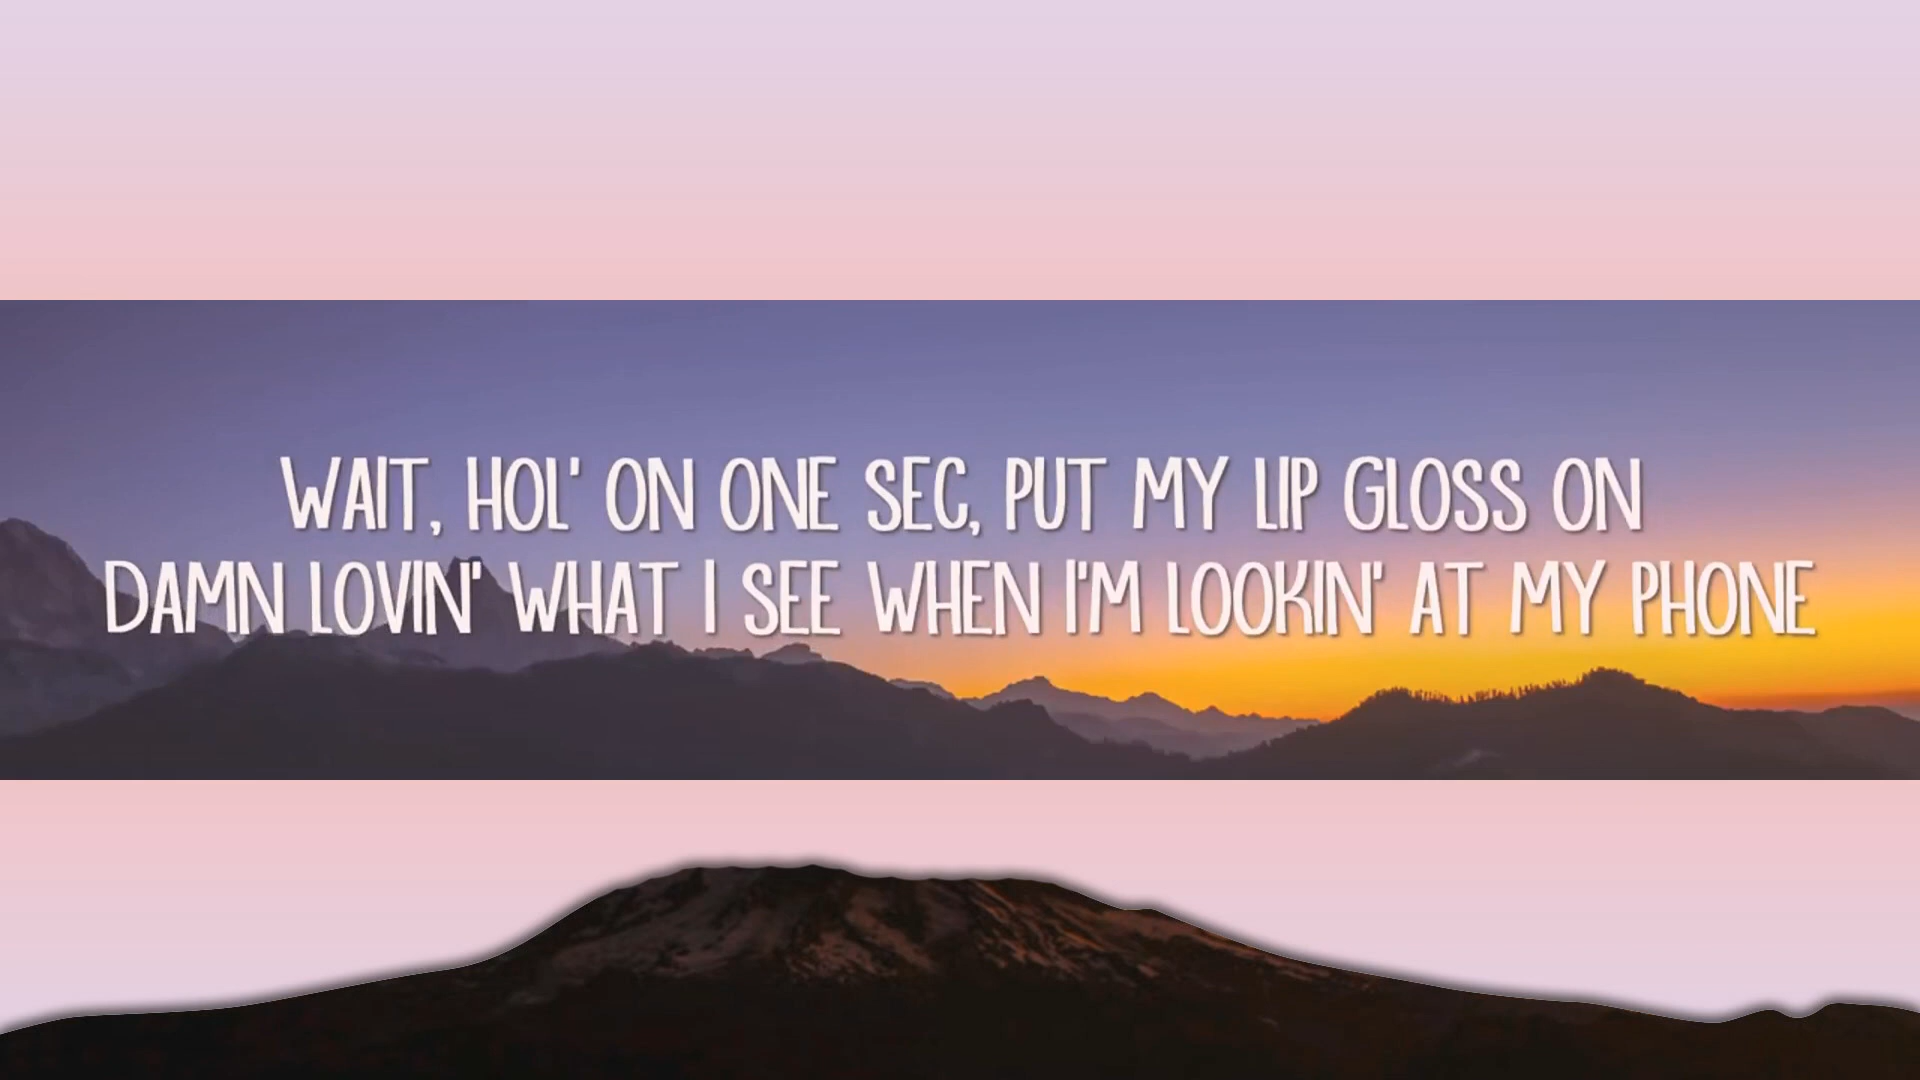 WAIT, HOL' ON ONE SEC, PUT MY LIP GLOSS ON
DAMN LOVIN' WHAT I SEE WHEN I'M LOOKIN' AT MY PHONE